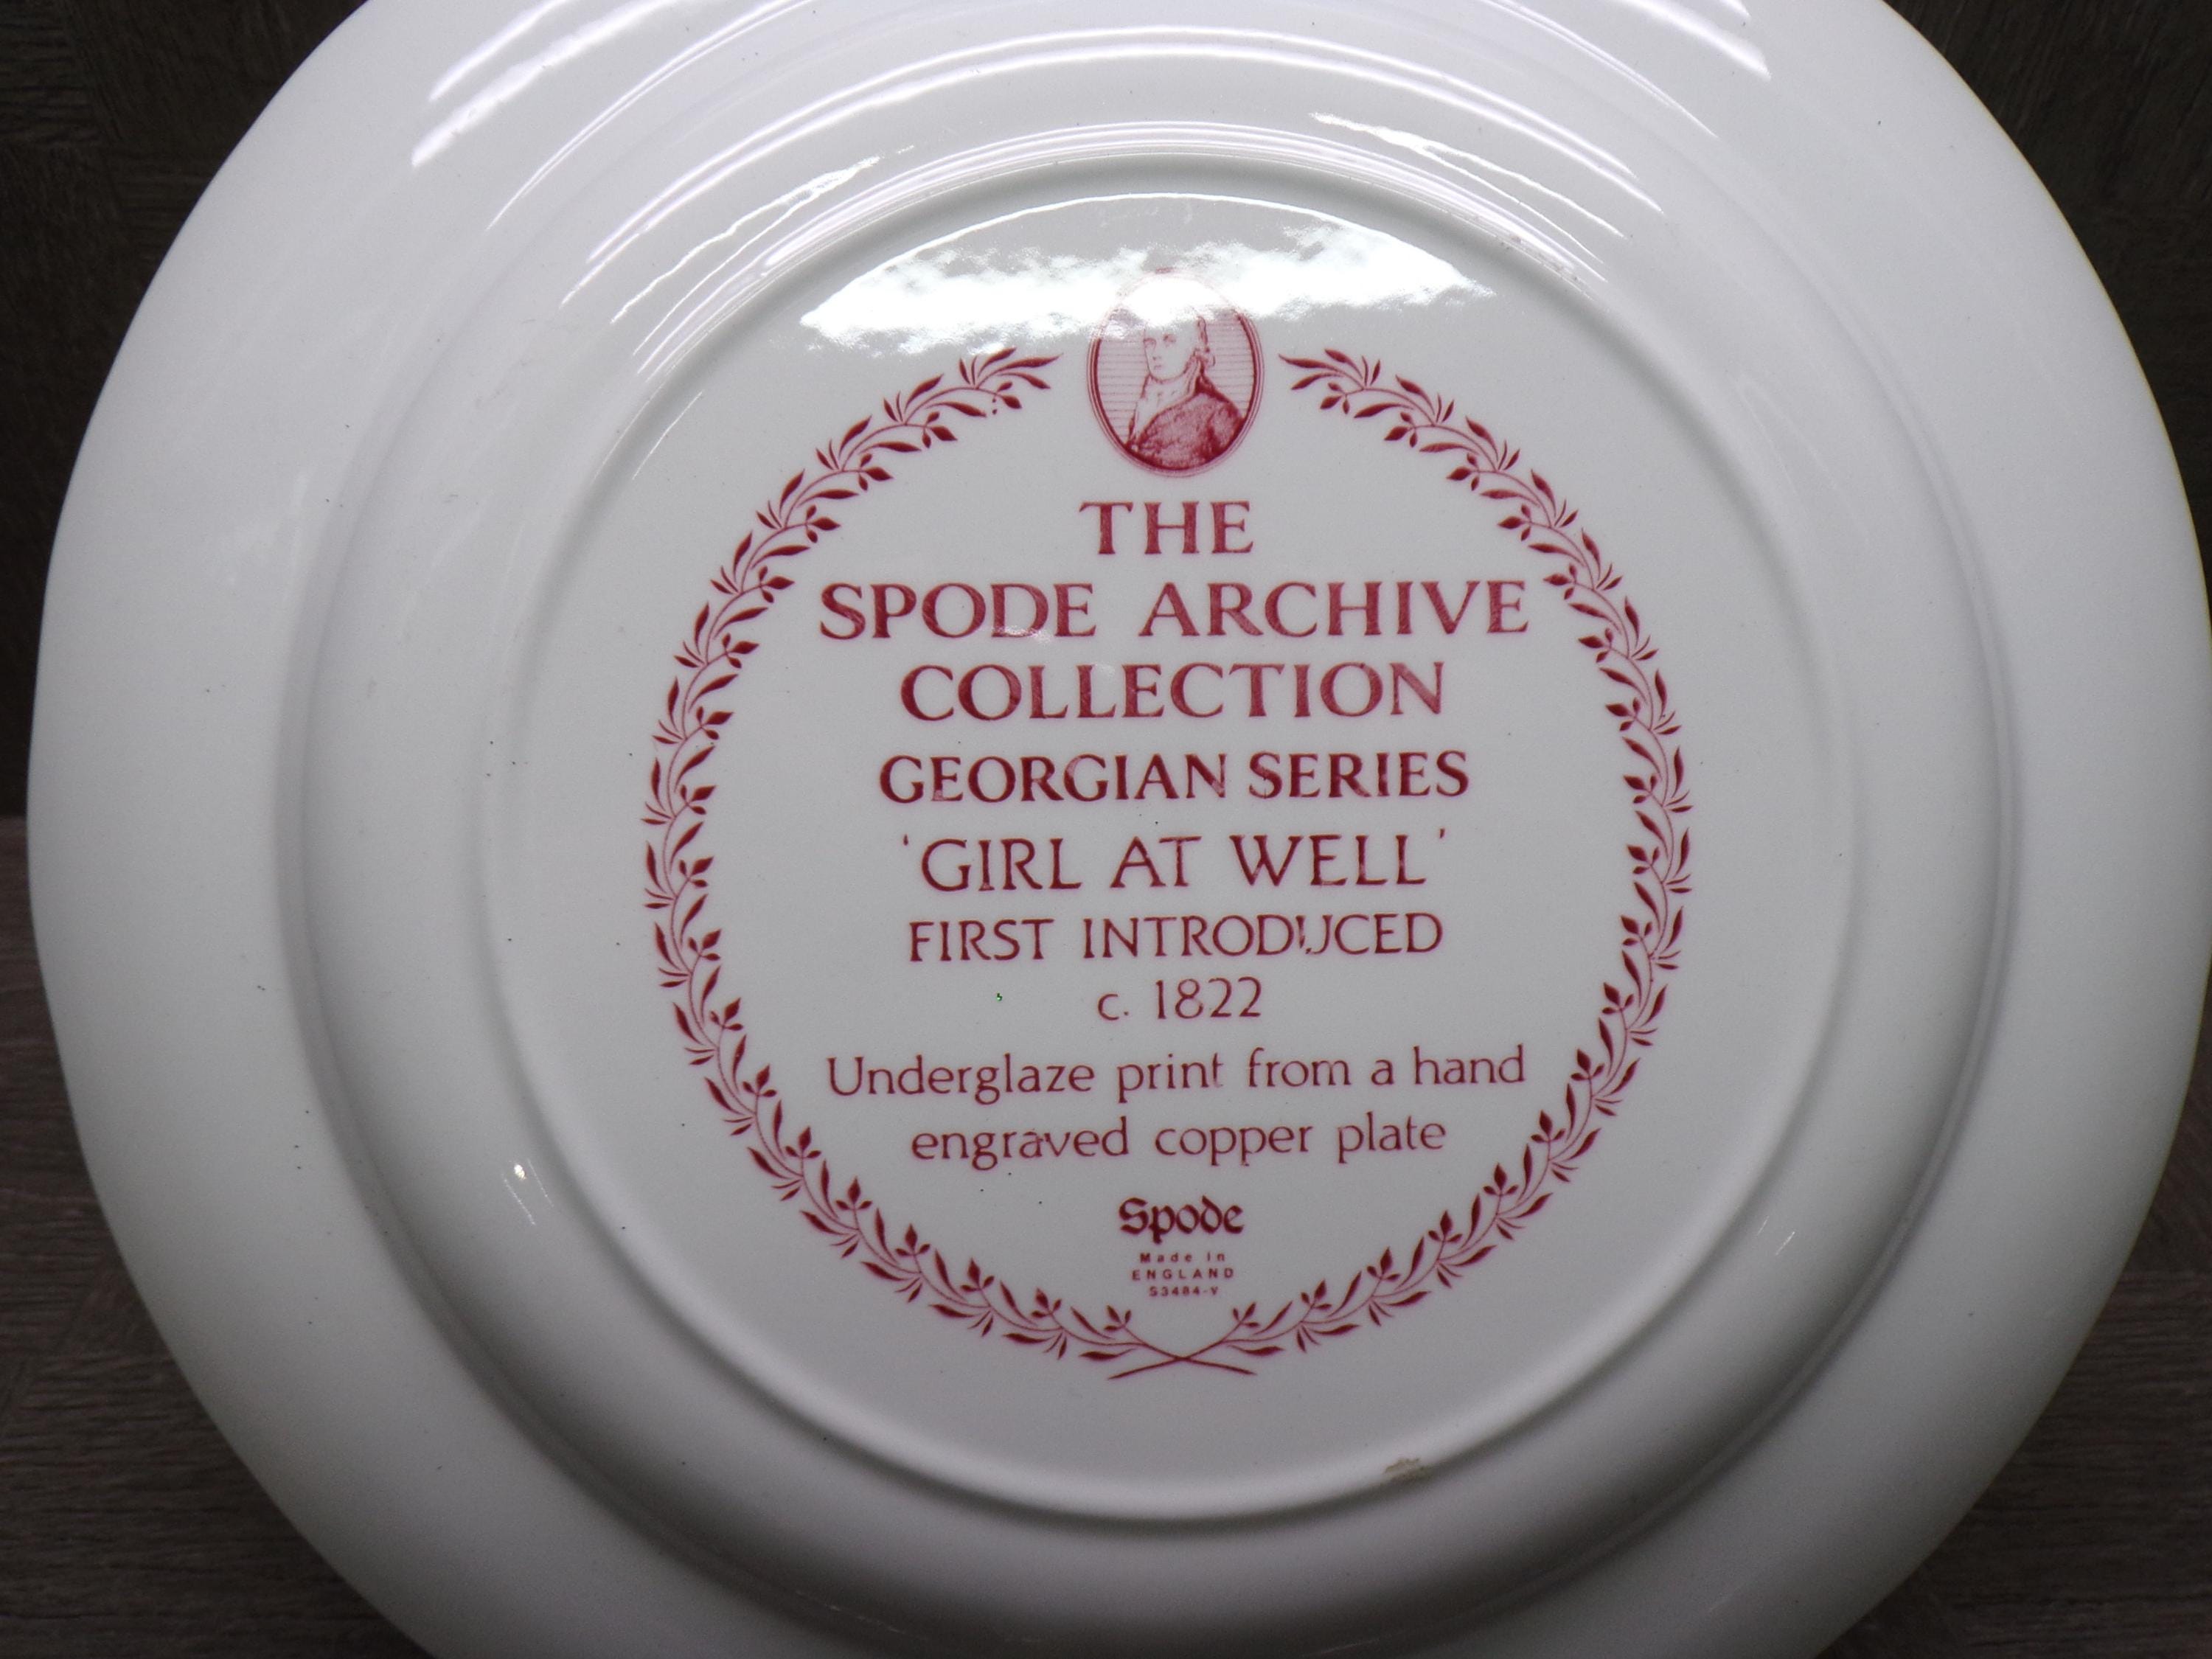 THE
SPODE ARCHIVE
COLLECTION
GEORGIAN SERIES
'GIRL AT WELL'
FIRST INTRODUCED
c. 1822
Underglaze print from a hand
engraved copper plate
Spode
Made in
ENGLAND
S3484-V